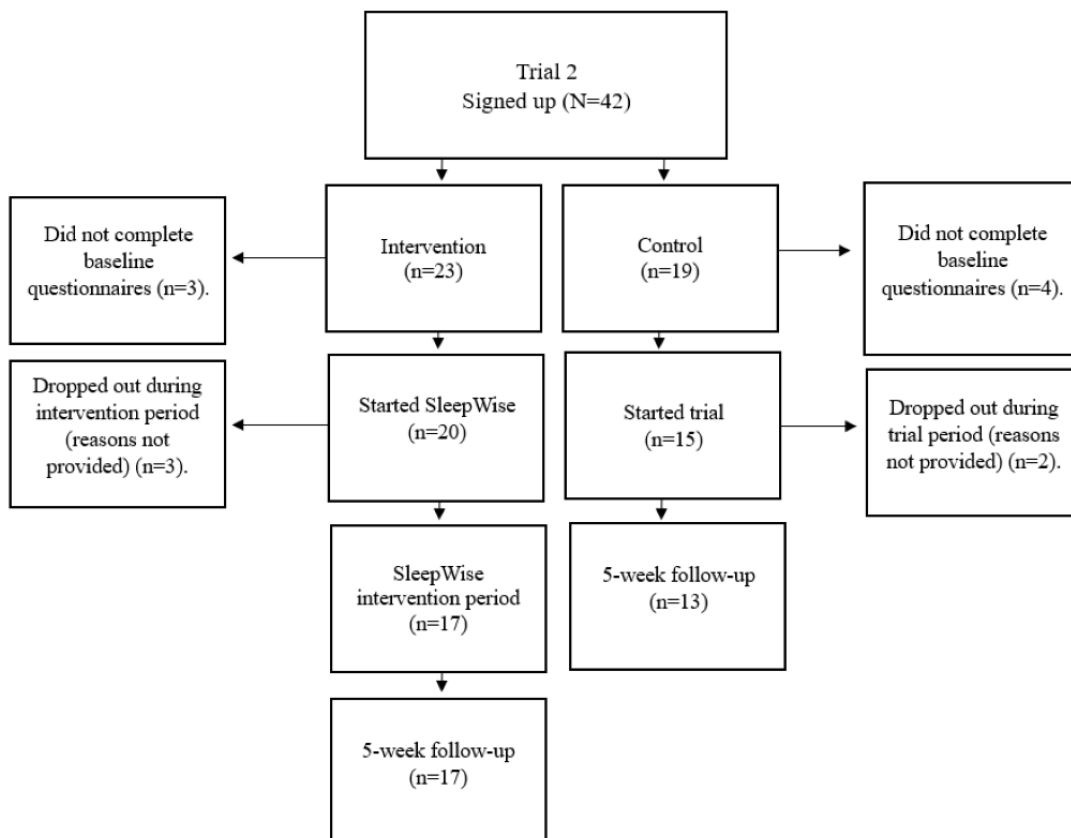 Trial 2
Signed up (N=42)
Did not complete
baseline
questionnaires (n=3).
Intervention
(n=23)
Control
(n=19)
Did not complete
baseline
questionnaires (n=4).
Dropped out during
intervention period
(reasons not
provided) (n=3).
Started SleepWise
(n=20)
Started trial
(n=15)
Dropped out during
trial period (reasons
not provided) (n=2).
SleepWise
intervention period
(n=17)
5-week follow-up
(n=13)
5-week follow-up
(n=17)